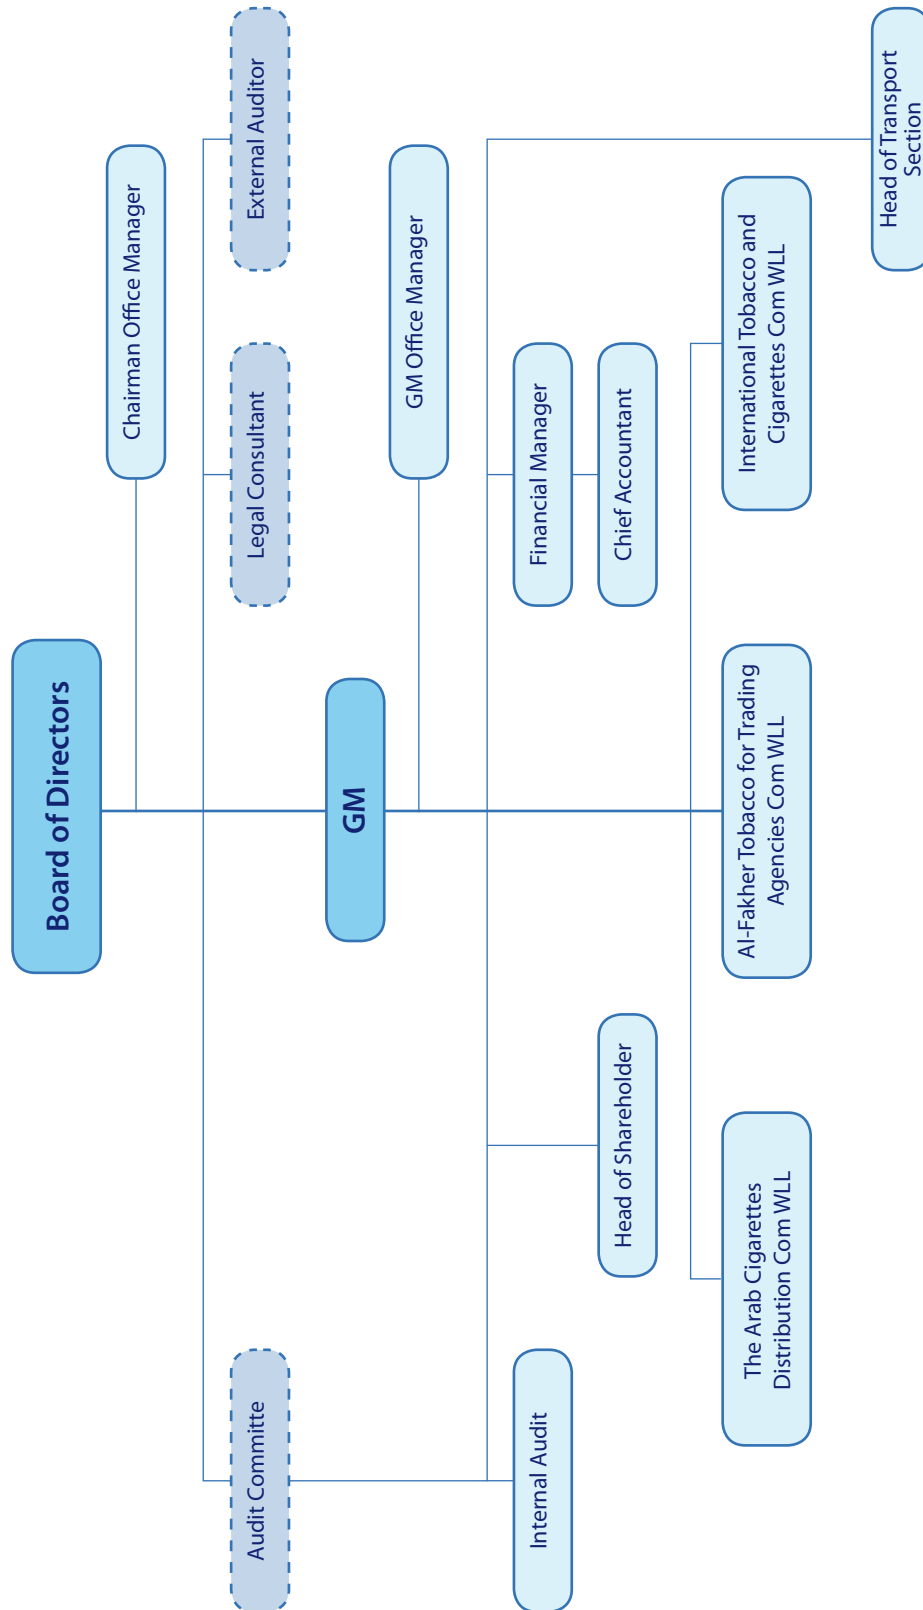 Board of Directors
Chairman Office Manager
Audit Committe
Legal Consultant
External Auditor
GM
GM Office Manager
Internal Audit
Head of Shareholder
Financial Manager
Chief Accountant
The Arab Cigarettes
Distribution Com WLL
Al-Fakher Tobacco for Trading
Agencies Com WLL
International Tobacco and
Cigarettes Com WLL
Head of Transport
Section